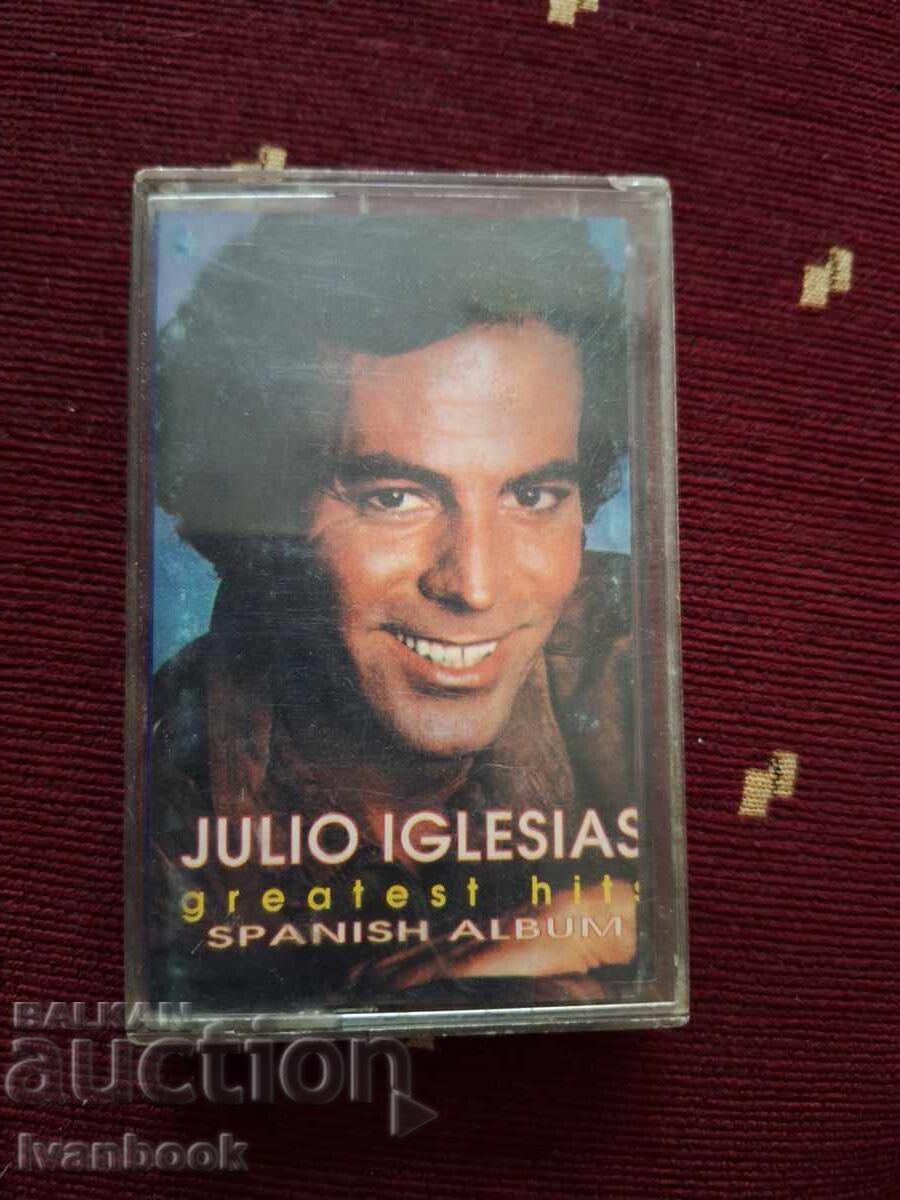 JULIO IGLESIAS
greatest hits
SPANISH ALBUM
BALKAN
auction
Ivanbook